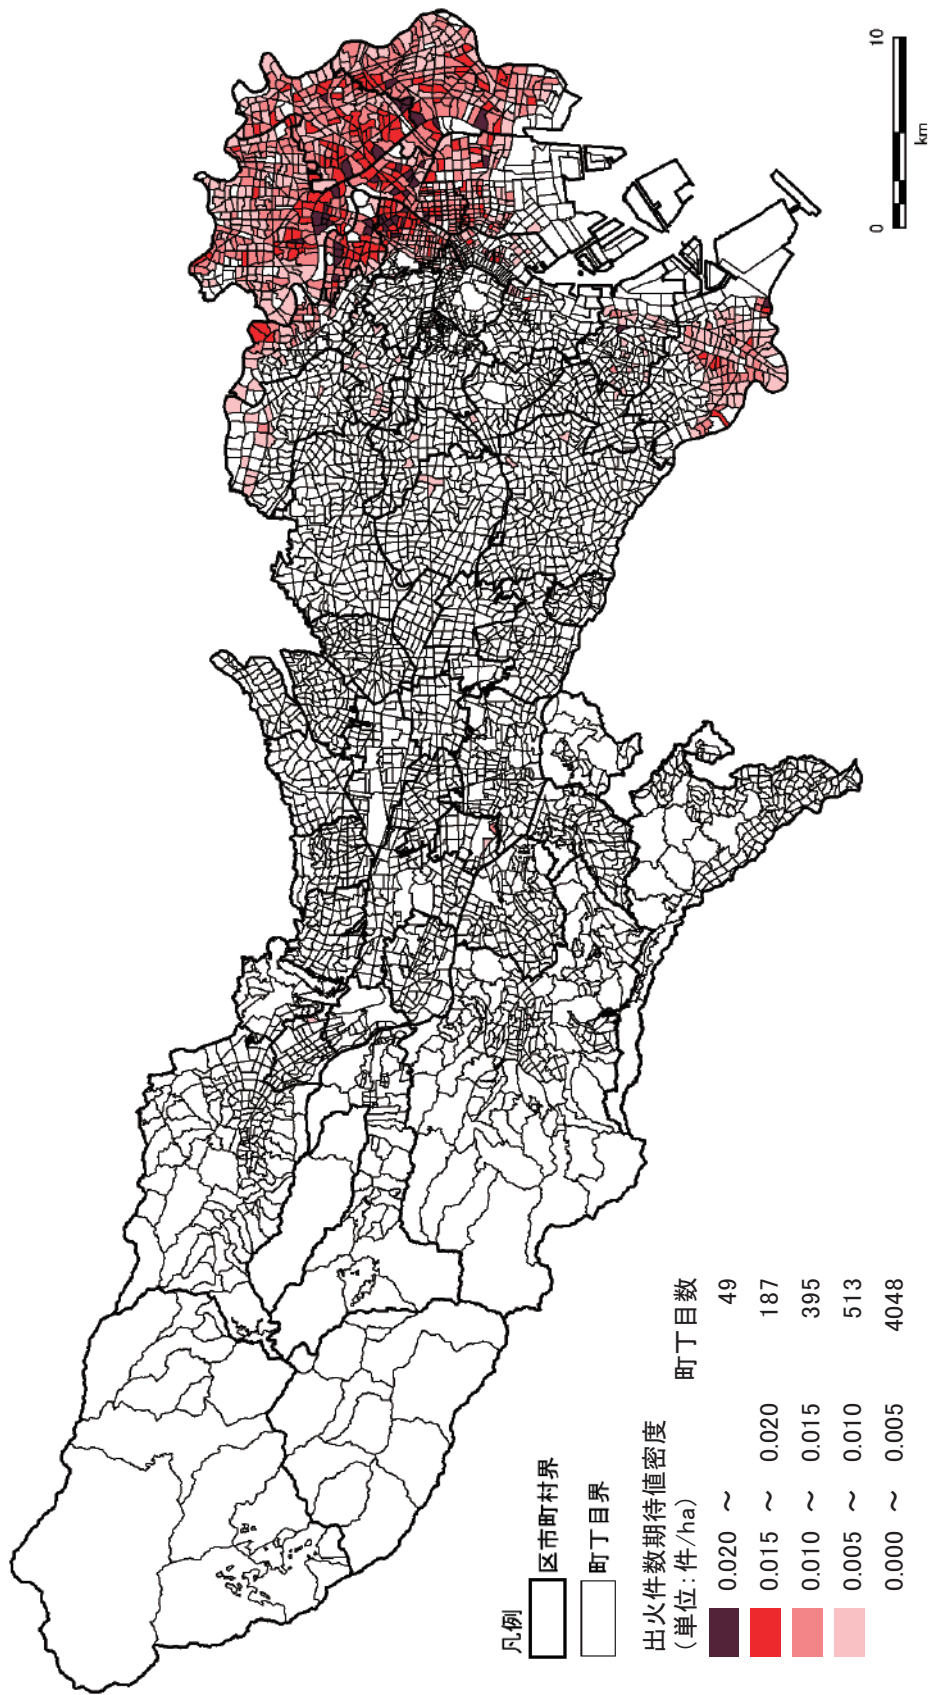 凡例
区市町村界
町丁目界
出火件数期待値密度
(単位:件/ha) 町丁目数
0.020 ~ 49
0.015 ~ 0.020 187
0.010 ~ 0.015 395
0.005 ~ 0.010 513
0.000 ~ 0.005 4048
0 10
km